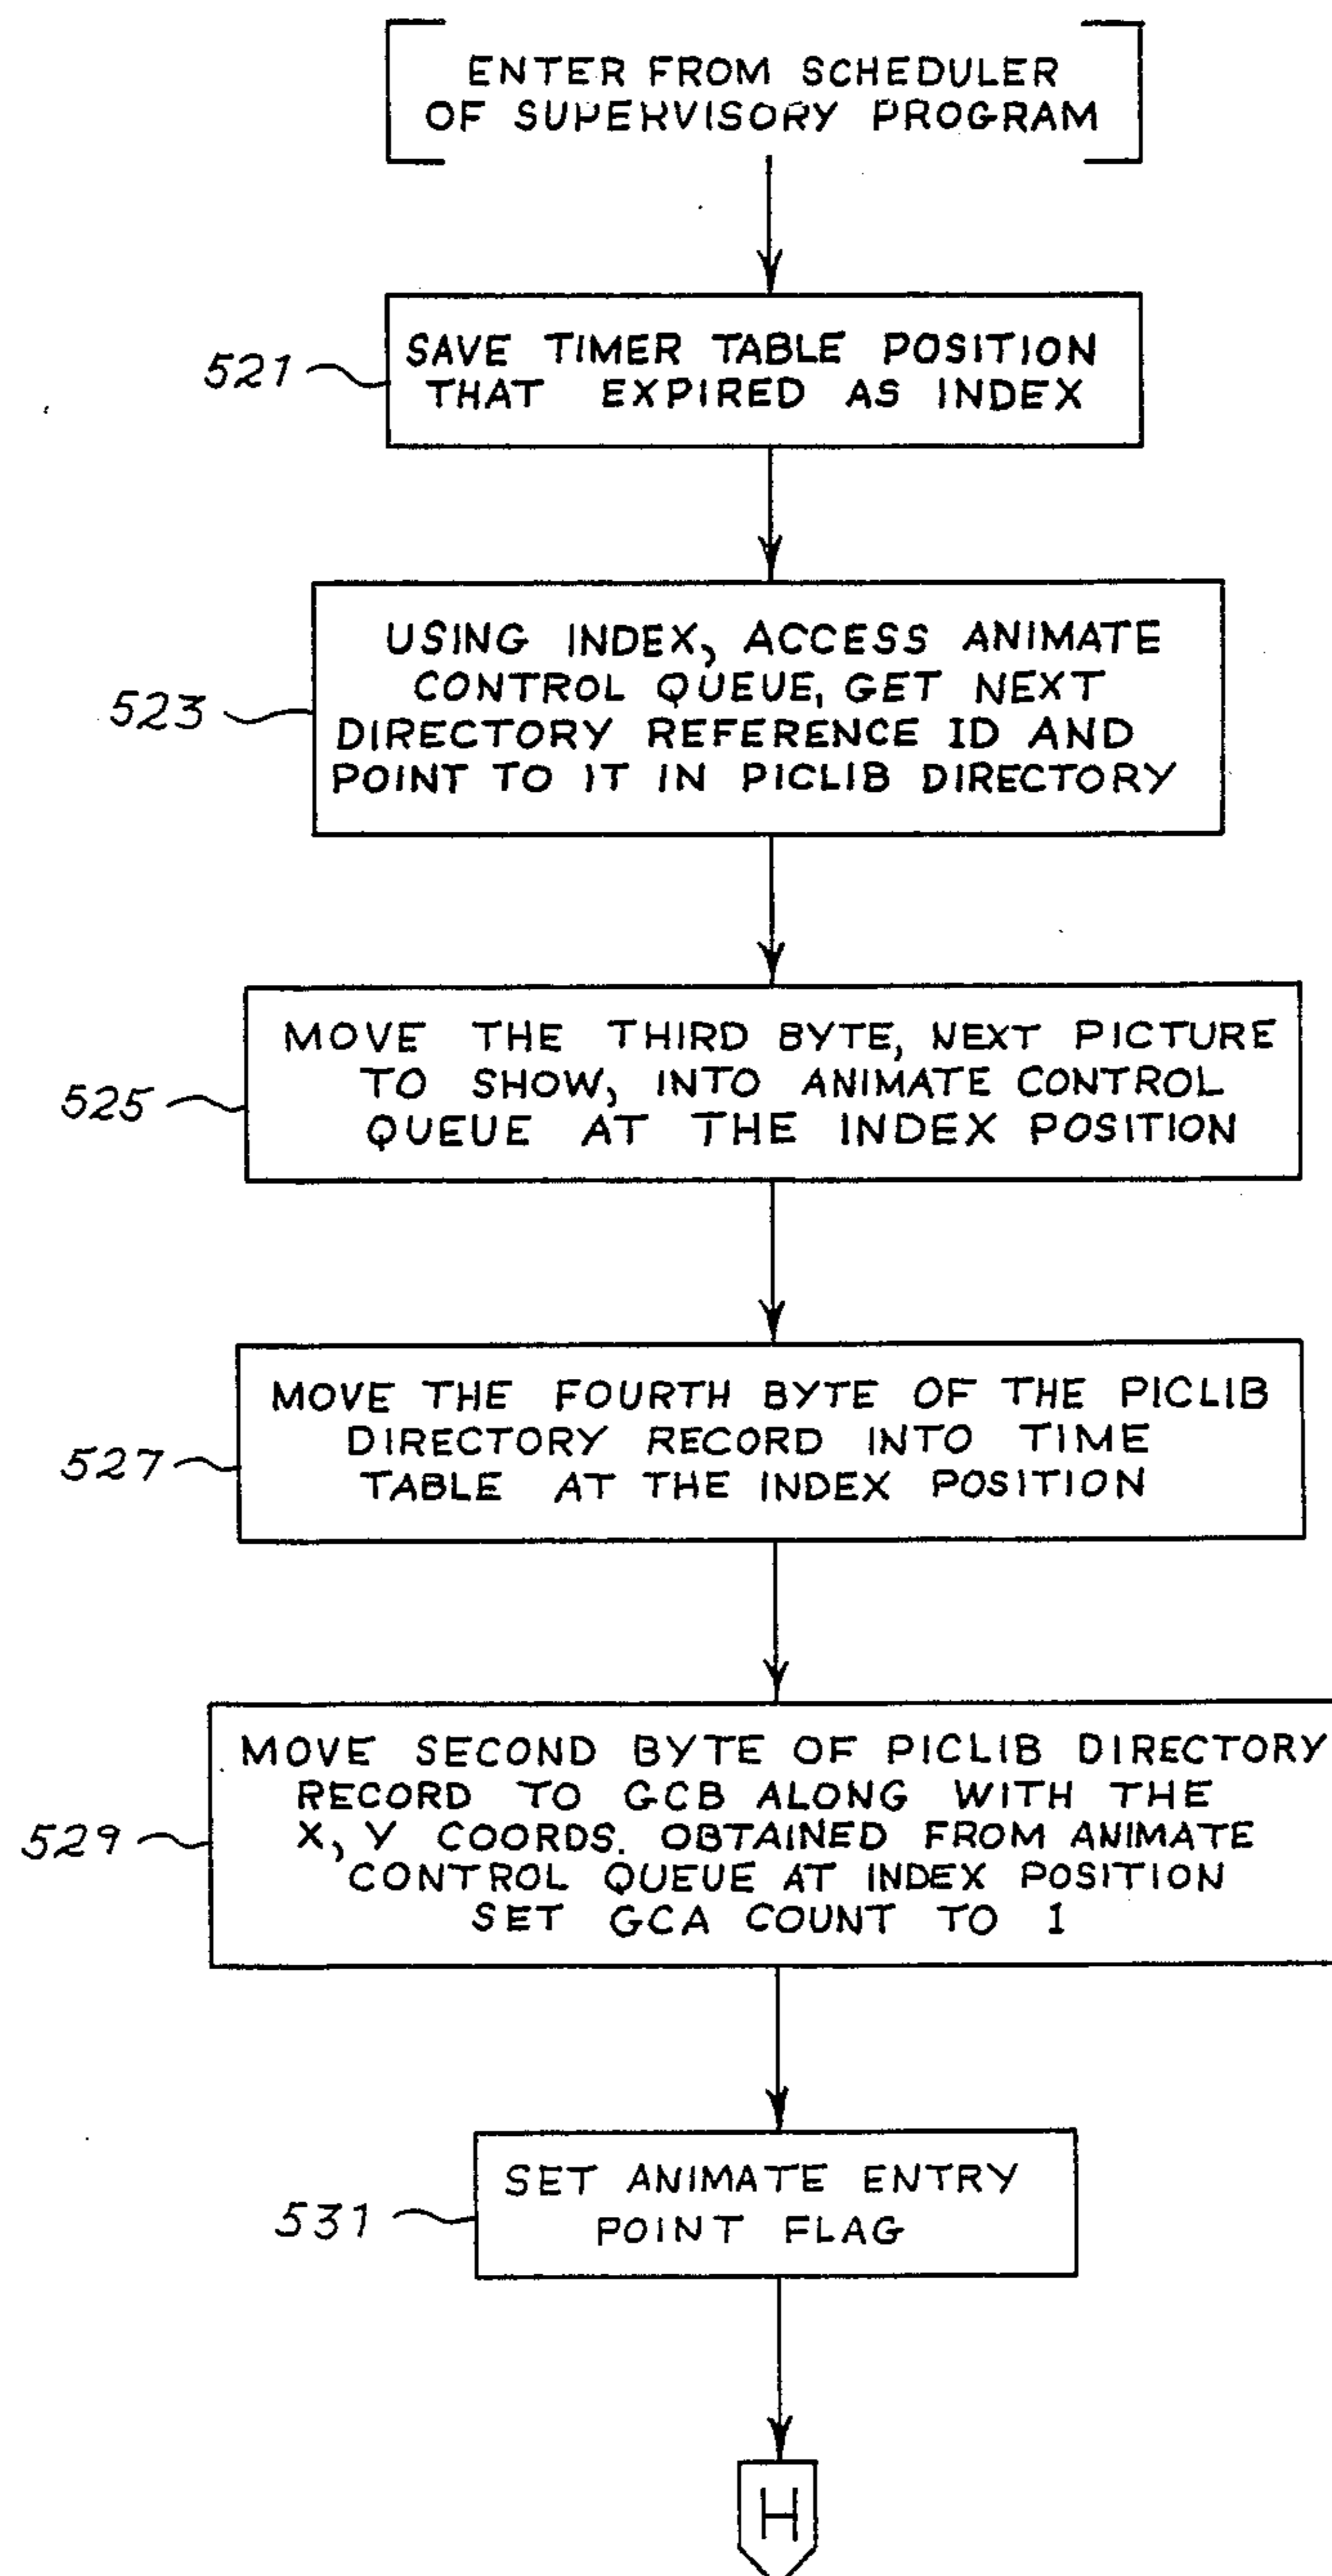 ENTER FROM SCHEDULER
OF SUPERVISORY PROGRAM
521
SAVE TIMER TABLE POSITION
THAT EXPIRED AS INDEX
523
USING INDEX, ACCESS ANIMATE
CONTROL QUEUE, GET NEXT
DIRECTORY REFERENCE ID AND
POINT TO IT IN PICLIB DIRECTORY
525
MOVE THE THIRD BYTE, NEXT PICTURE
TO SHOW, INTO ANIMATE CONTROL
QUEUE AT THE INDEX POSITION
527
MOVE THE FOURTH BYTE OF THE PICLIB
DIRECTORY RECORD INTO TIME
TABLE AT THE INDEX POSITION
529
MOVE SECOND BYTE OF PICLIB DIRECTORY
RECORD TO GCB ALONG WITH THE
X, Y COORDS. OBTAINED FROM ANIMATE
CONTROL QUEUE AT INDEX POSITION
SET GCA COUNT TO 1
531
SET ANIMATE ENTRY
POINT FLAG
H